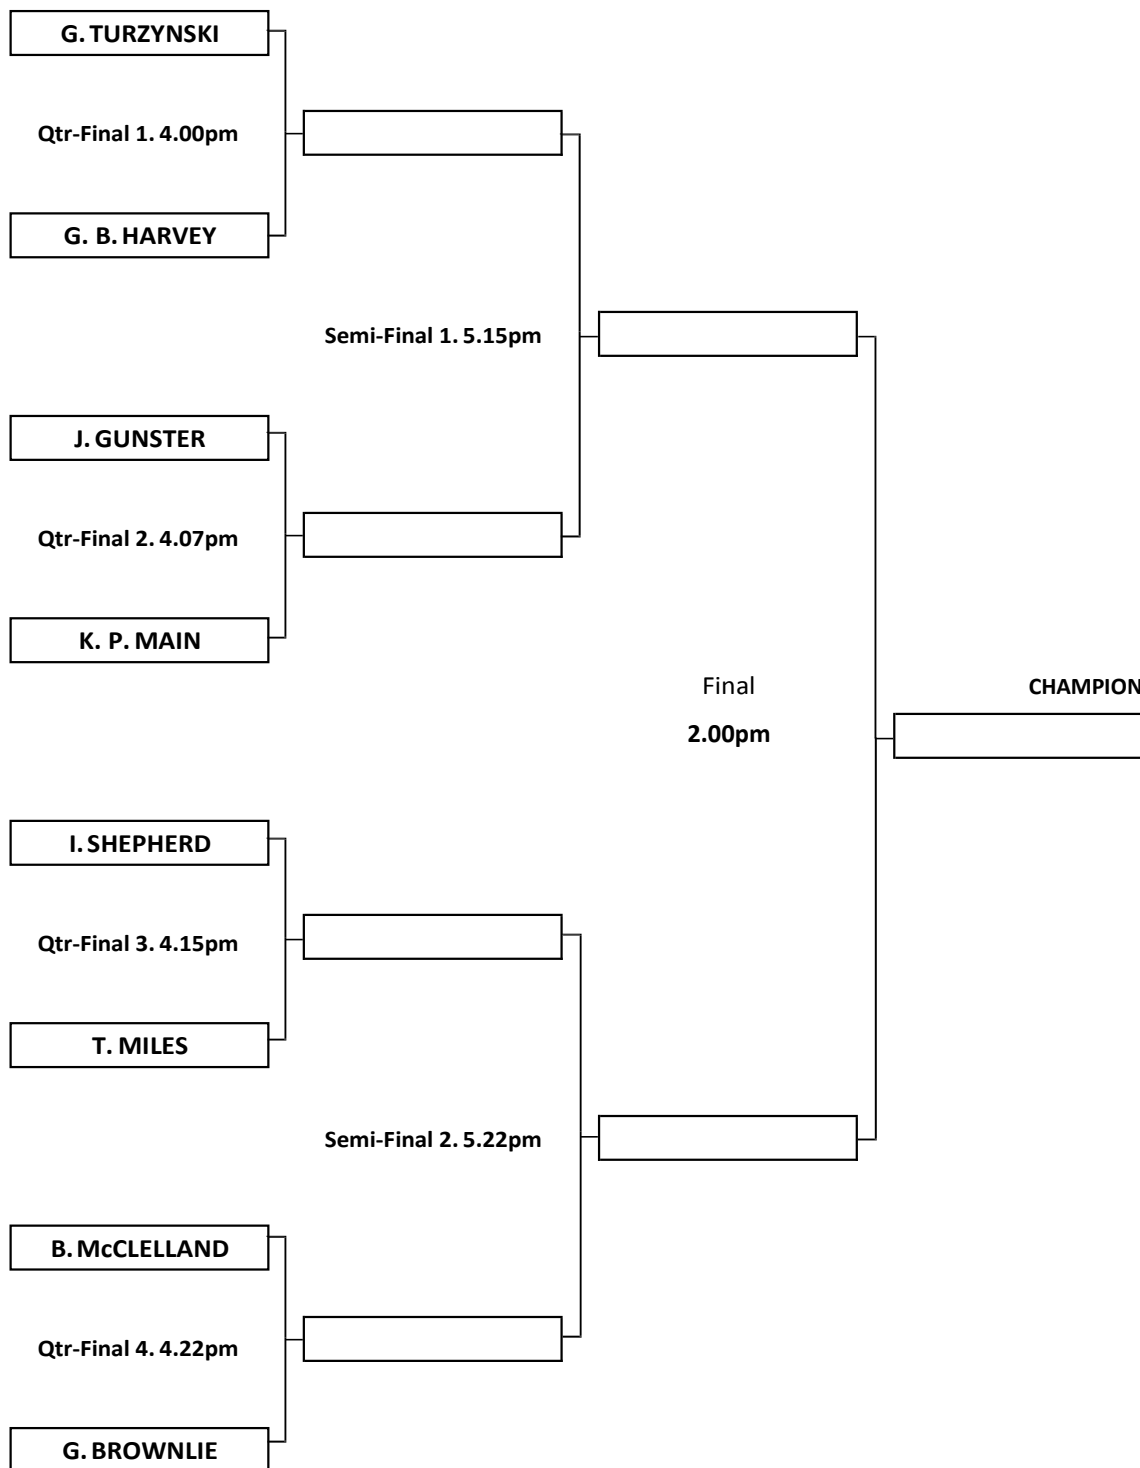 G. TURZYNSKI
Qtr-Final 1. 4.00pm
G. B. HARVEY
Semi-Final 1. 5.15pm
J. GUNSTER
Qtr-Final 2. 4.07pm
K. P. MAIN
Final
CHAMPION
2.00pm
I. SHEPHERD
Qtr-Final 3. 4.15pm
T. MILES
Semi-Final 2. 5.22pm
B. McCLELLAND
Qtr-Final 4. 4.22pm
G. BROWNLIE